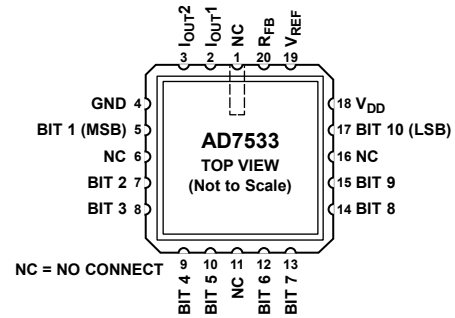 IOUT2
IOUT1
NC
RFB
VREF
3 2 1 20 19
GND 4
BIT 1 (MSB) 5
NC 6
BIT 2 7
BIT 3 8
AD7533
TOP VIEW
(Not to Scale)
18 VDD
17 BIT 10 (LSB)
16 NC
15 BIT 9
14 BIT 8
NC = NO CONNECT
9 10 11 12 13
BIT 4
BIT 5
NC
BIT 6
BIT 7